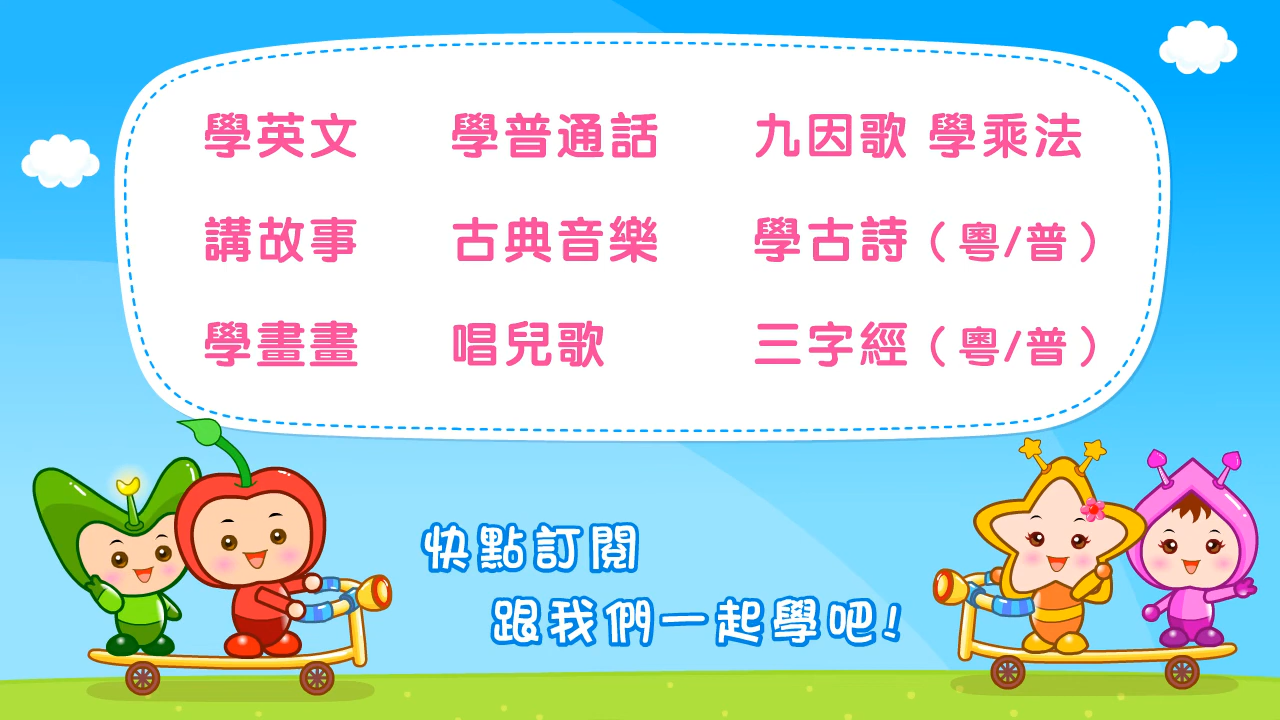 學英文 學普通話 九因歌 學乘法
講故事 古典音樂 學古詩（粵/普）
學畫畫 唱兒歌 三字經（粵/普）
快點訂閱
跟我們一起學吧!